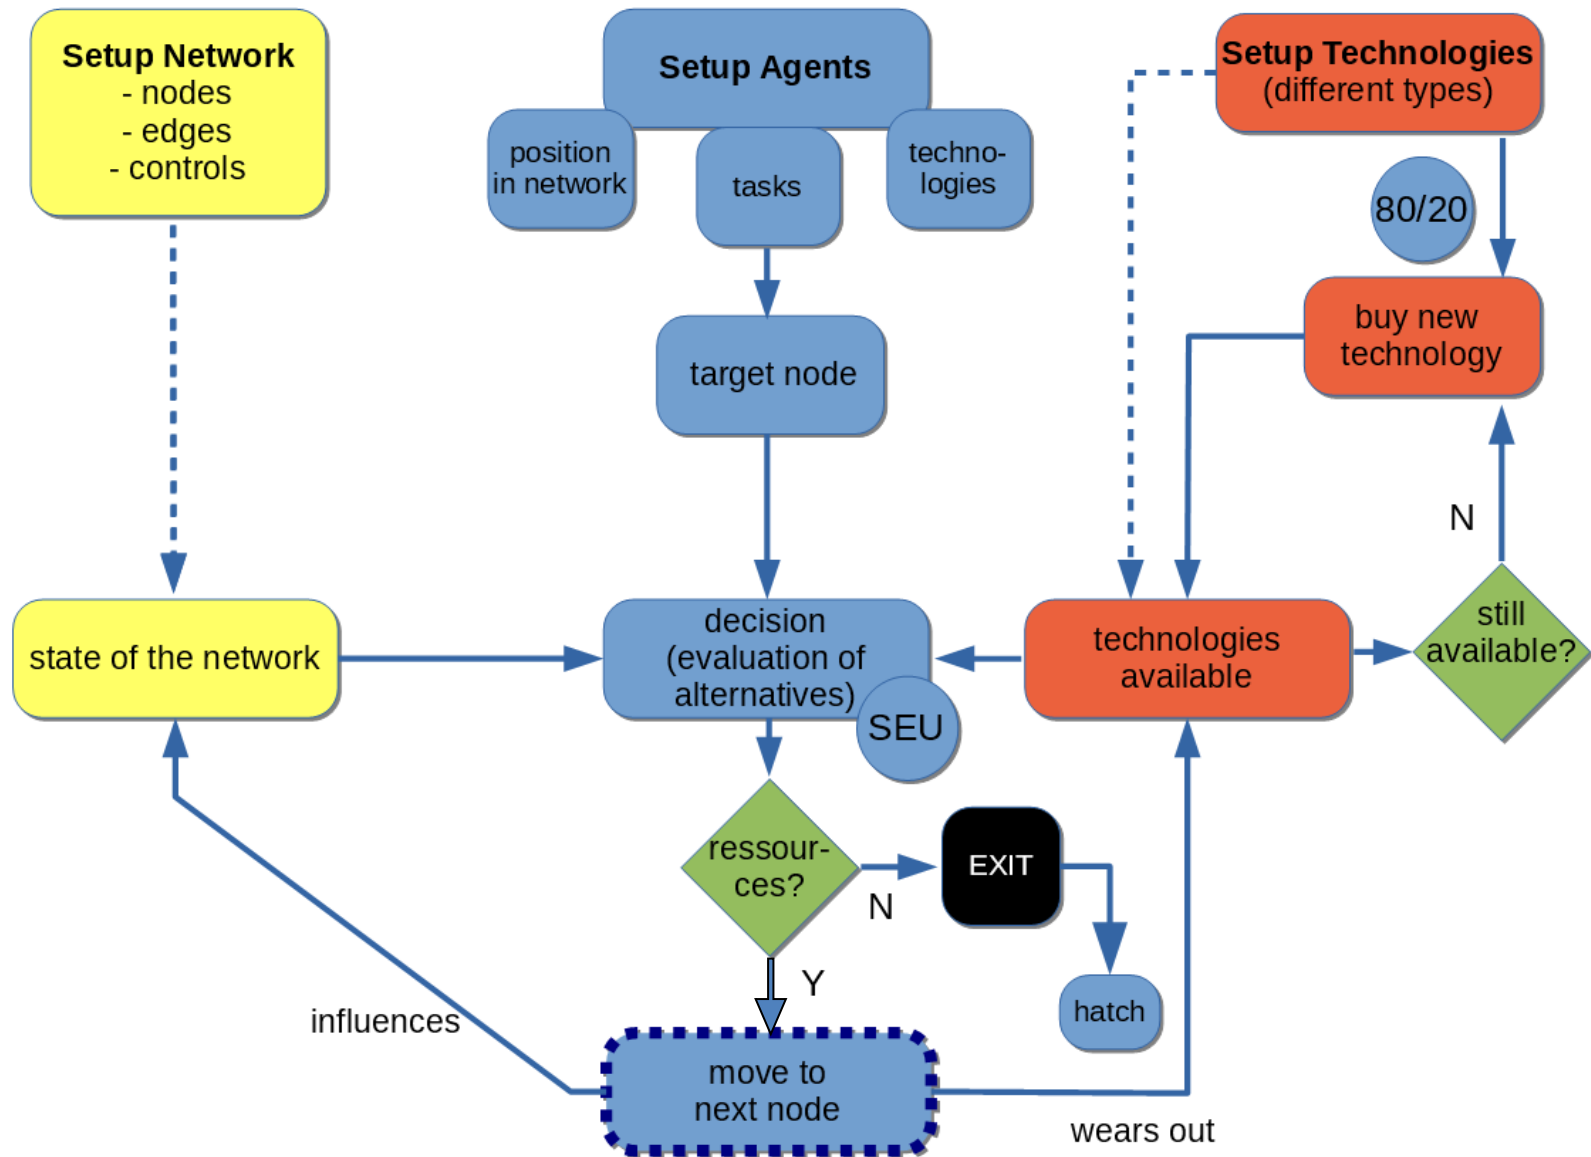 Setup Network
- nodes
- edges
- controls
Setup Agents
position
in network
tasks
techno-
logies
Setup Technologies
(different types)
80/20
buy new
technology
target node
N
still
available?
state of the network
decision
(evaluation of
alternatives)
SEU
technologies
available
ressour-
ces?
N
EXIT
Y
hatch
influences
move to
next node
wears out